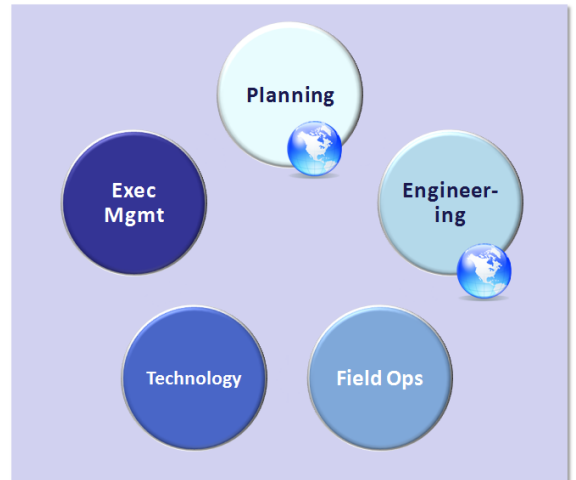 Planning
Exec
Mgmt
Engineer-
ing
Technology
Field Ops